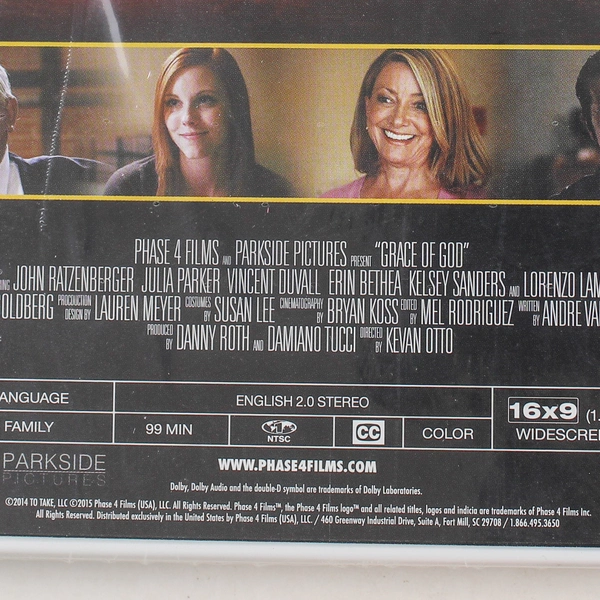 PHASE 4 FILMS AND PARKSIDE PICTURES PRESENT "GRACE OF GOD"
JOHN RATZENBERGER JULIA PARKER VINCENT DUVALL ERIN BETHEA KELSEY SANDERS AND LORENZO LAM
OLDBERG PRODUCTION DESIGN BY LAUREN MEYER COSTUMES BY SUSAN LEE CINEMATOGRAPHY BY BRYAN KOSS EDITED BY MEL RODRIGUEZ WRITTEN BY ANDRE VA
PRODUCED BY DANNY ROTH AND DAMIANO TUCCI DIRECTED BY KEVAN OTTO
ANGUAGE ENGLISH 2.0 STEREO 16x9 (1.
FAMILY 99 MIN NTSC CC COLOR WIDESCREE
PARKSIDE
PICTURES
WWW.PHASE4FILMS.COM
Dolby, Dolby Audio and the double-D symbol are trademarks of Dolby Laboratories.
©2014 TO TAKE, LLC ©2015 Phase 4 Films (USA), LLC. All Rights Reserved. Phase 4 Films™, the Phase 4 Films logo™ and all related titles, logos and indicia are trademarks of Phase 4 Films Inc.
All Rights Reserved. Distributed exclusively in the United States by Phase 4 Films (USA), LLC. / 460 Greenway Industrial Drive, Suite A, Fort Mill, SC 29708 / 1.866.495.3650